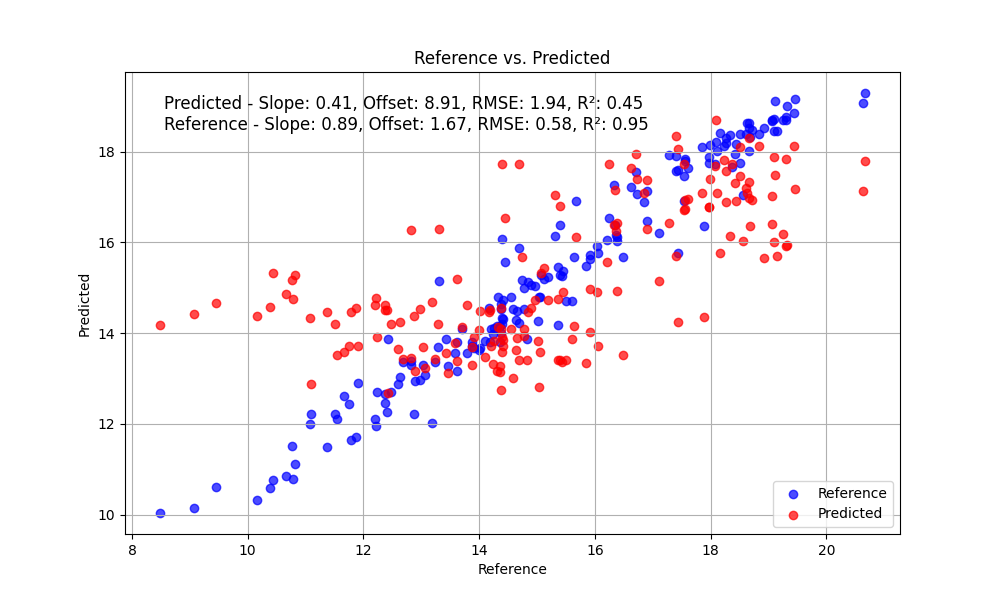 Reference vs. Predicted
Predicted - Slope: 0.41, Offset: 8.91, RMSE: 1.94, R²: 0.45
Reference - Slope: 0.89, Offset: 1.67, RMSE: 0.58, R²: 0.95
Predicted
18
16
14
12
10
Reference
Predicted
8 10 12 14 16 18 20
Reference